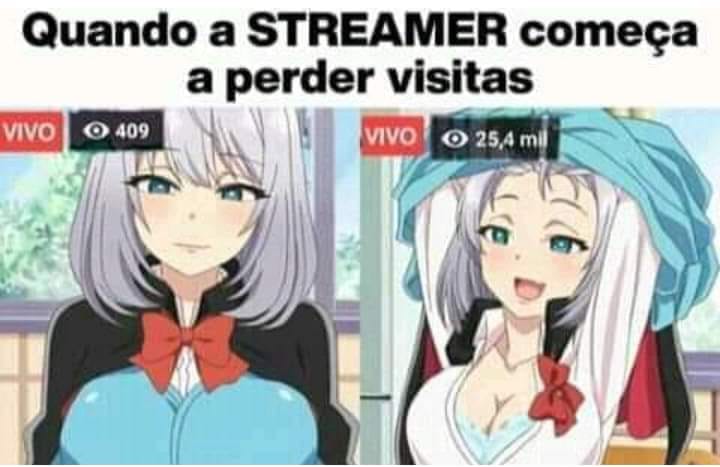 Quando a STREAMER começa
a perder visitas
VIVO 409
VIVO 25,4 mil